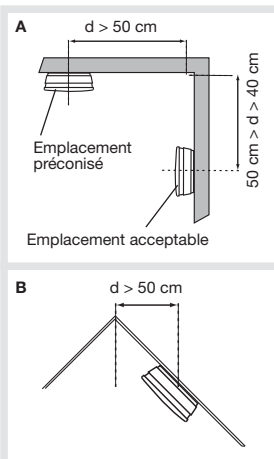 A
d > 50 cm
50 cm > d > 40 cm
Emplacement
préconisé
Emplacement acceptable
B
d > 50 cm